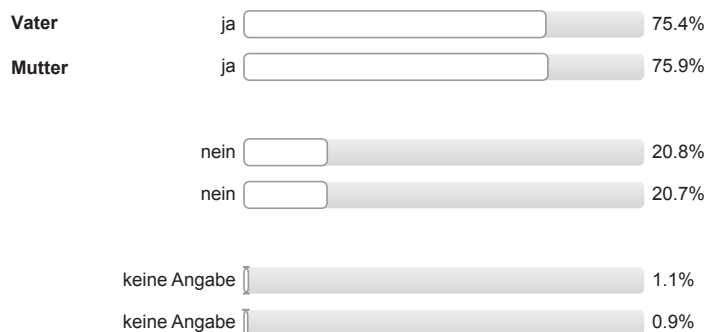 Vater ja 75.4%
Mutter ja 75.9%
nein 20.8%
nein 20.7%
keine Angabe 1.1%
keine Angabe 0.9%